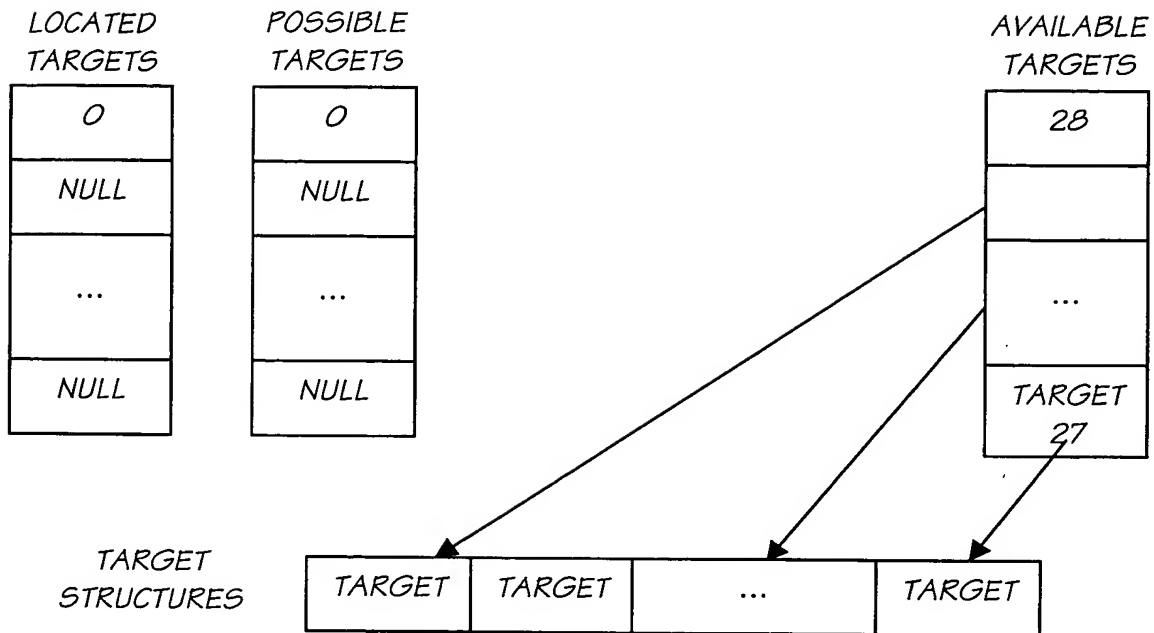 LOCATED
TARGETS
0
NULL
...
NULL
POSSIBLE
TARGETS
0
NULL
...
NULL
AVAILABLE
TARGETS
28
...
TARGET
27
TARGET
STRUCTURES
TARGET
TARGET
...
TARGET